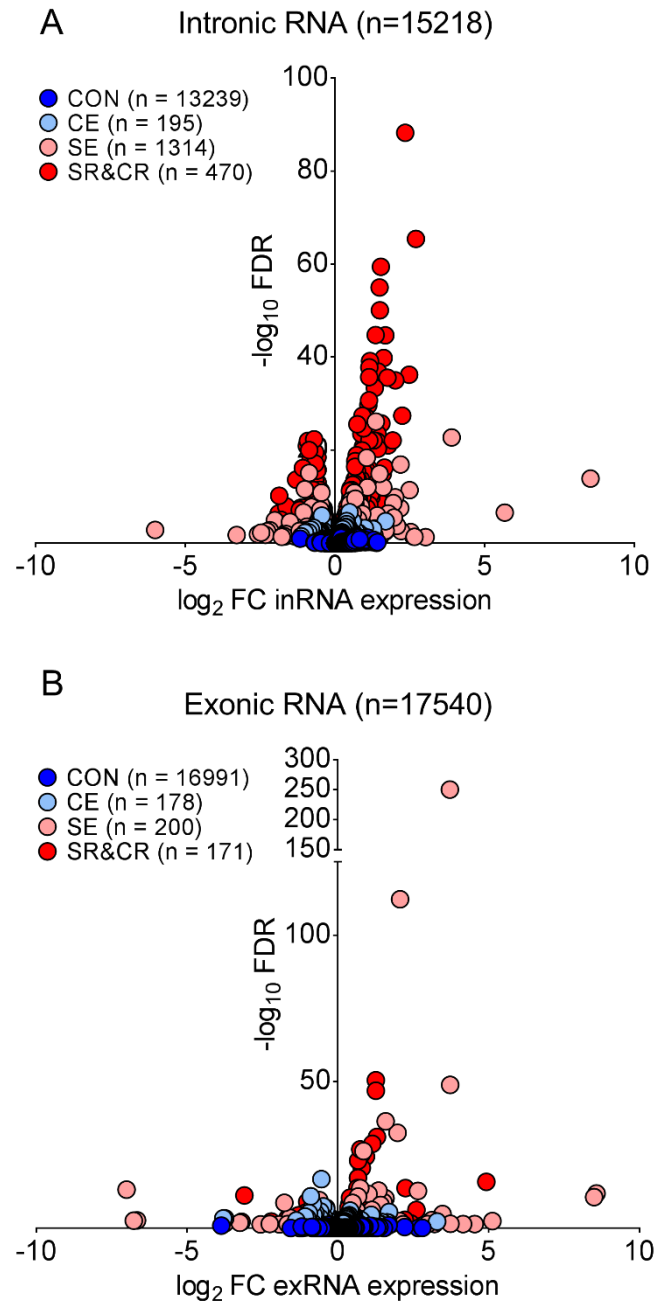 A
Intronic RNA (n=15218)
100
CON (n = 13239)
CE (n = 195)
SE (n = 1314)
SR&CR (n = 470)
80
60
-log₁₀ FDR
40
-10
-5
0
5
10
log₂ FC inRNA expression
B
Exonic RNA (n=17540)
300
CON (n = 16991)
250
CE (n = 178)
200
SE (n = 200)
150
SR&CR (n = 171)
100
-log₁₀ FDR
50
-10
-5
0
5
10
log₂ FC exRNA expression